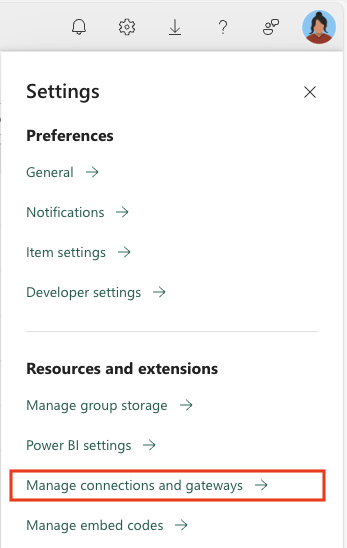 Settings
Preferences
General
Notifications
Item settings
Developer settings
Resources and extensions
Manage group storage
Power BI settings
Manage connections and gateways
Manage embed codes